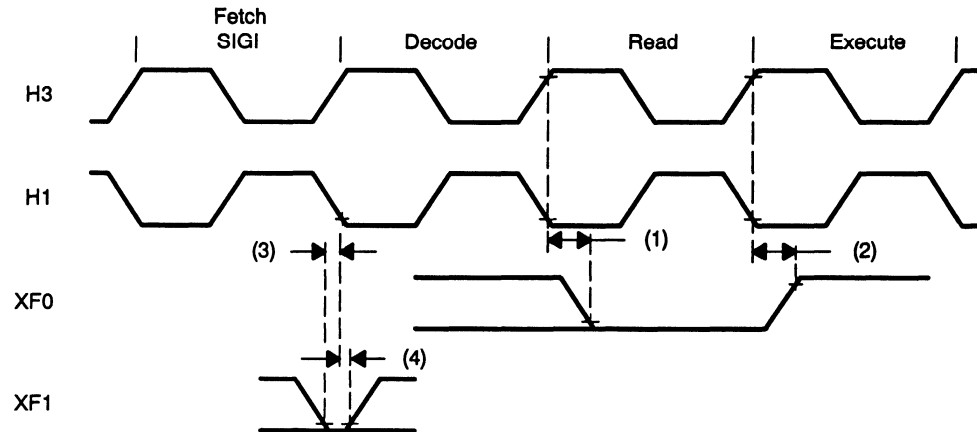 Fetch
SIGI Decode Read Execute
H3
H1
(3) (1) (2)
XF0
(4)
XF1